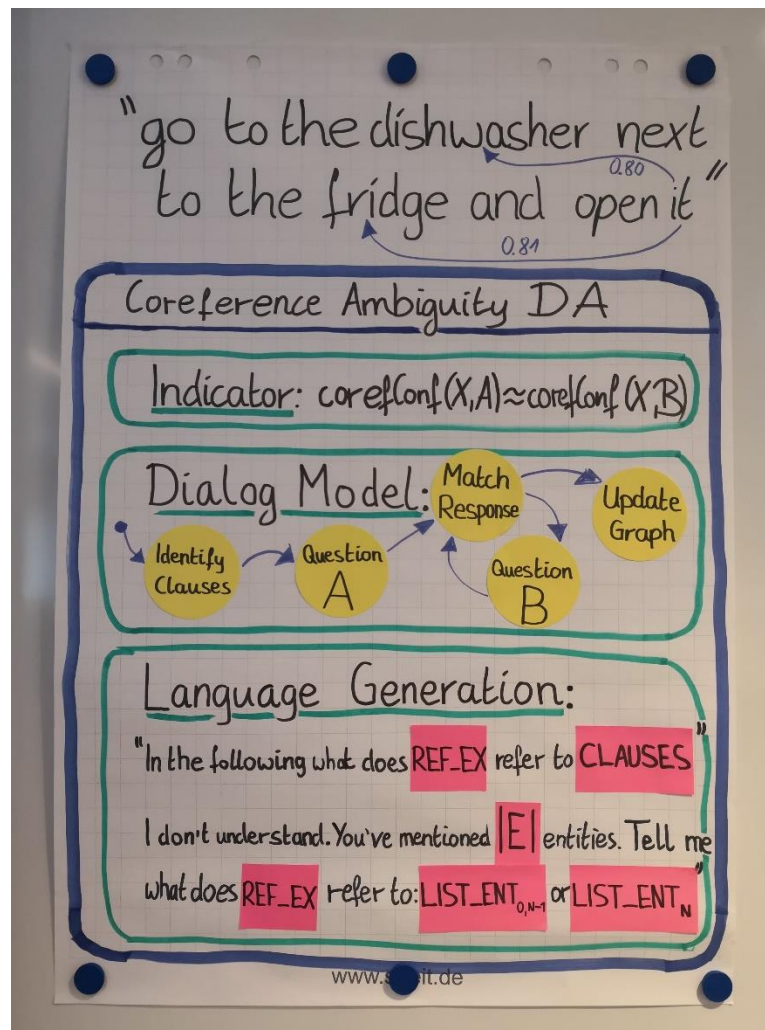 "go to the dishwasher next
0.80
to the fridge and open it"
0.81
Coreference Ambiguity DA
Indicator: corefConf(X,A)≈corefConf(X,B)
Dialog Model:
Identify
Clauses
Question
A
Match
Response
Question
B
Update
Graph
Language Generation:
"In the following what does REF_EX refer to CLAUSES"
I don't understand. You've mentioned |E| entities. Tell me
what does REF_EX refer to: LIST_ENT0,N-1 or LIST_ENTN"